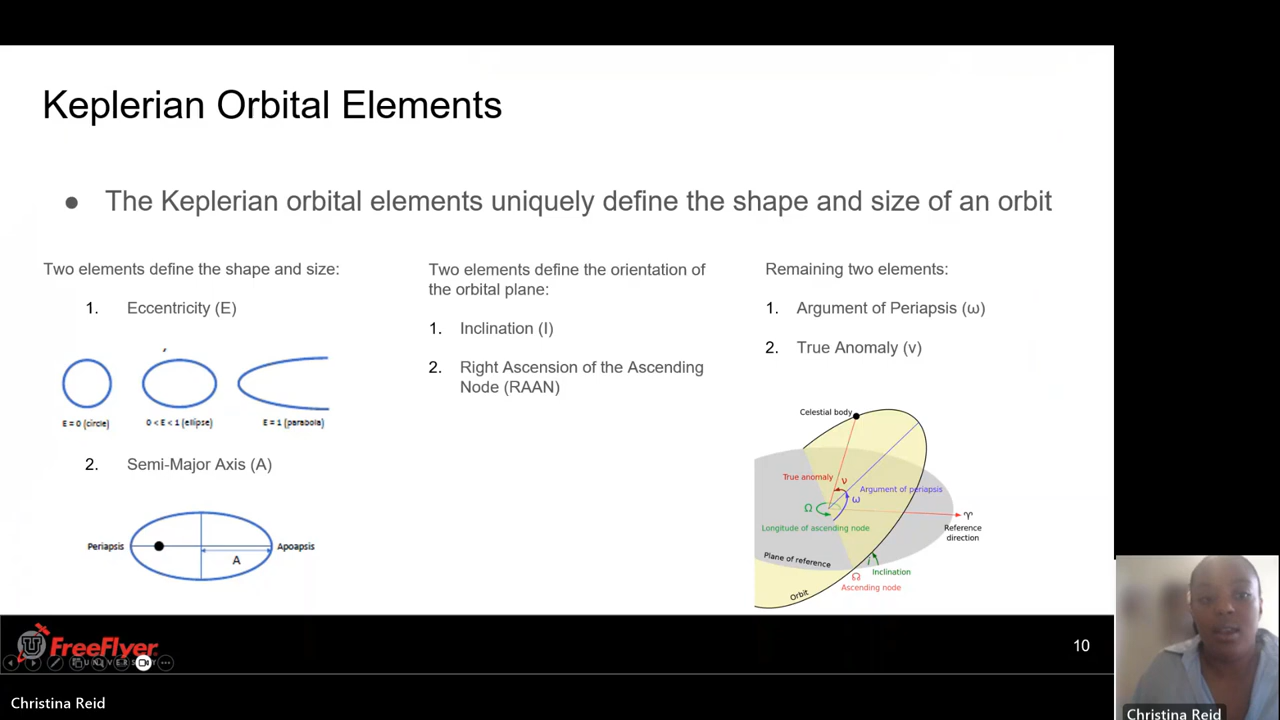 Keplerian Orbital Elements
● The Keplerian orbital elements uniquely define the shape and size of an orbit
Two elements define the shape and size:
1. Eccentricity (E)
E = 0 (circle)
0 < E < 1 (ellipse)
E = 1 (parabola)
2. Semi-Major Axis (A)
Periapsis
Apoapsis
A
Two elements define the orientation of
the orbital plane:
1. Inclination (I)
2. Right Ascension of the Ascending
Node (RAAN)
Remaining two elements:
1. Argument of Periapsis (ω)
2. True Anomaly (v)
Celestial body
True anomaly
ν
Argument of periapsis
ω
Ω
Longitude of ascending node
♈
Reference
direction
Plane of reference
Inclination
☊
Ascending node
Orbit
U
FreeFlyer
UNIVERSITY
10
Christina Reid
Christina Reid